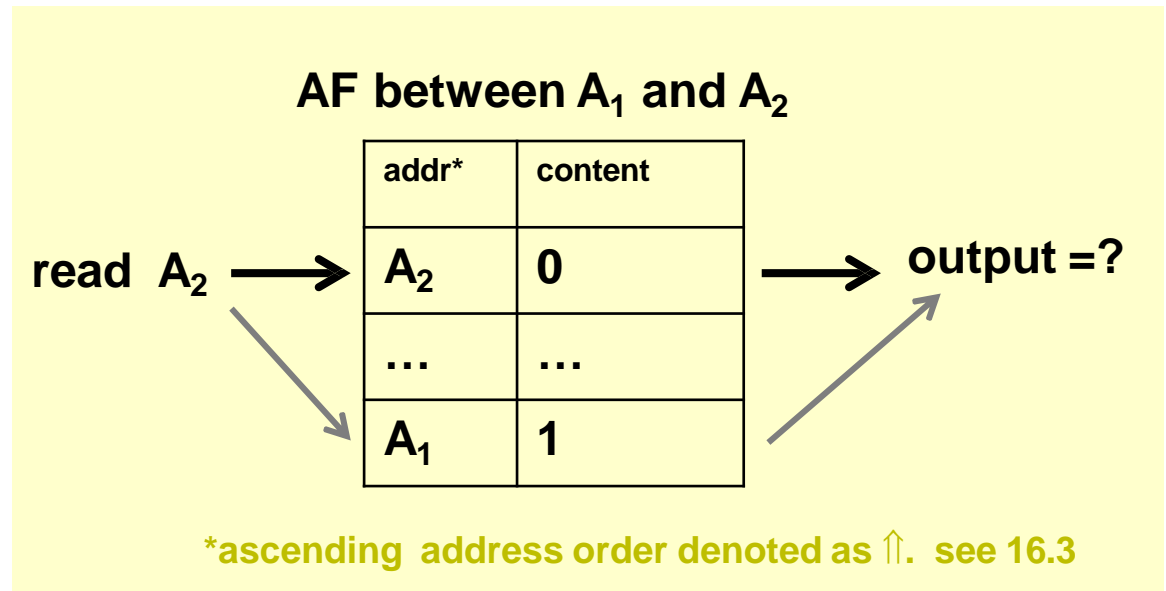 AF between A₁ and A₂
addr* content
read A₂ A₂ 0 output =?
... ...
A₁ 1
*ascending address order denoted as ⇑. see 16.3